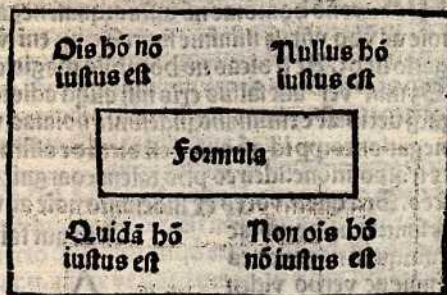 Ois hō nō
iustus est
Nullus hō
iustus est
Formula
Quidā hō
iustus est
Non ois hō
nō iustus est